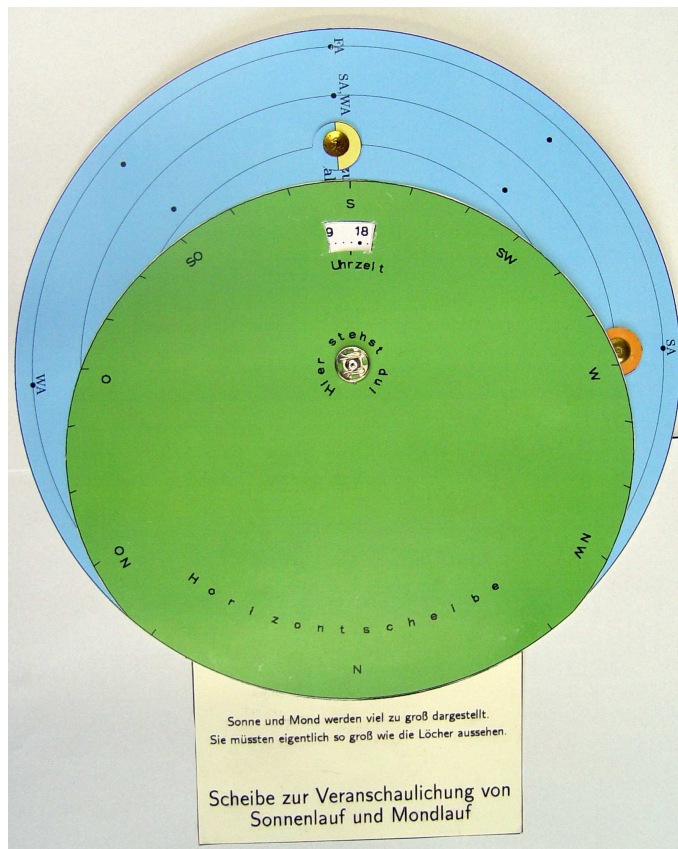 FA
SA,WA
zu
al
S
9 18
Uhrzeit
SO
SW
Hier stehst
Du
O
W
WA
SA
NO
NW
Horizontscheibe
N
Sonne und Mond werden viel zu groß dargestellt.
Sie müssten eigentlich so groß wie die Löcher aussehen.
Scheibe zur Veranschaulichung von
Sonnenlauf und Mondlauf